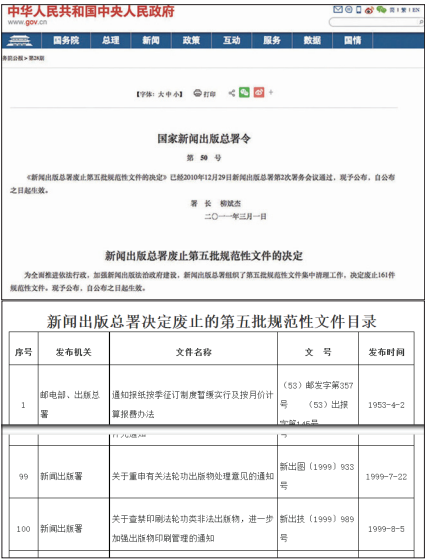 中华人民共和国中央人民政府
www.gov.cn
国务院 总理 新闻 政策 互动 服务 数据 国情
务院公报 > 第28期
【字体：大 中 小】 打印
国家新闻出版总署令
第 50 号
《新闻出版总署废止第五批规范性文件的决定》已经2010年12月29日新闻出版总署第2次署务会议通过，现予公布，自公布
之日起生效。
署 长 柳斌杰
二〇一一年三月一日
新闻出版总署废止第五批规范性文件的决定
为全面推进依法行政，加强新闻出版法治政府建设，新闻出版总署组织了第五批规范性文件集中清理工作，决定废止161件
规范性文件。现予公布，自公布之日起生效。
新闻出版总署决定废止的第五批规范性文件目录
序号 发布机关 文件名称 文 号 发布时间
1 邮电部、出版总署 通知报纸按季征订制度暂缓实行及按月价计算报费办法 （53）邮发字第357号 （53）出报字第145号 1953-4-2
99 新闻出版署 关于重申有关法轮功出版物处理意见的通知 新出图（1999）933号 1999-7-22
100 新闻出版署 关于查禁印刷法轮功类非法出版物，进一步加强出版物印刷管理的通知 新出技（1999）989号 1999-8-5